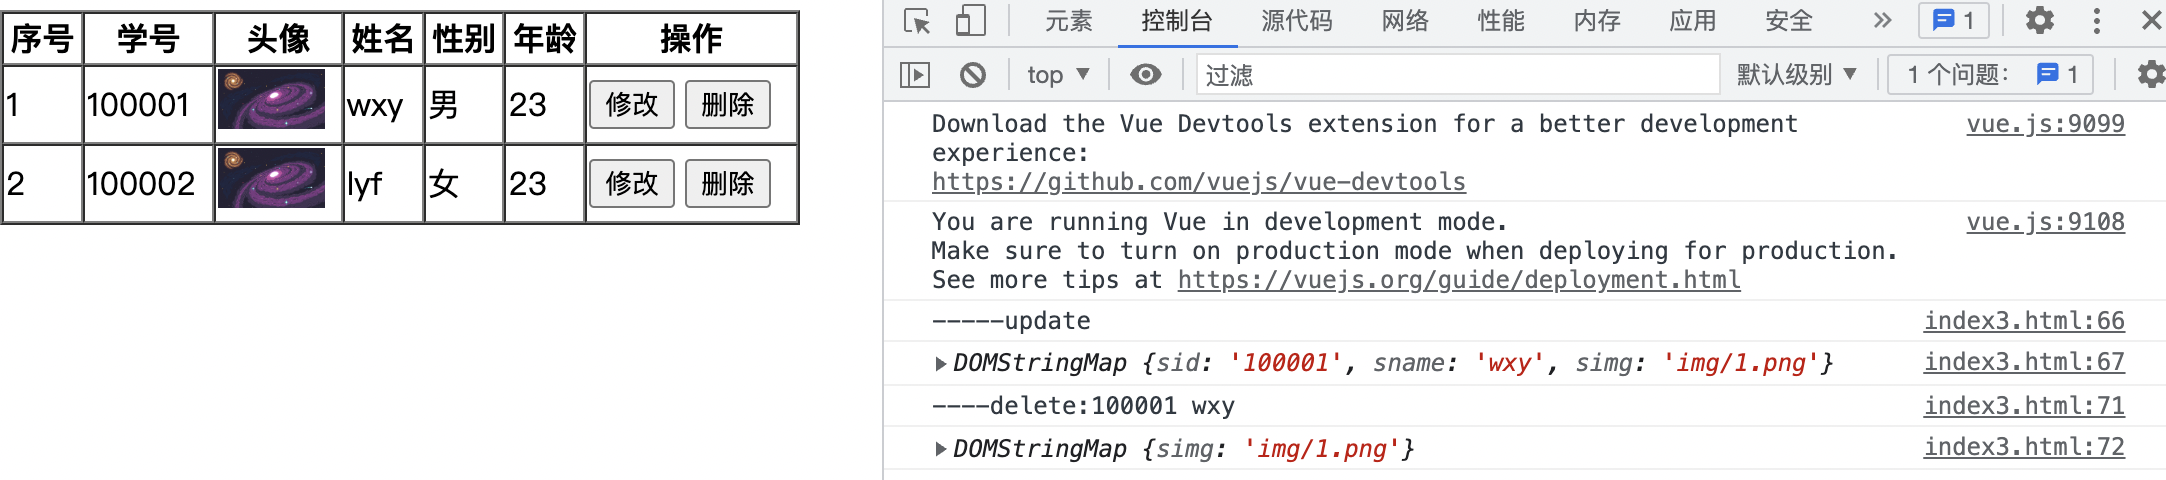 序号 学号 头像 姓名 性别 年龄 操作
1 100001 wxy 男 23 修改 删除
2 100002 lyf 女 23 修改 删除
元素 控制台 源代码 网络 性能 内存 应用 安全 » 1
top ▼ 过滤 默认级别 ▼ 1 个问题: 1
Download the Vue Devtools extension for a better development vue.js:9099
experience:
https://github.com/vuejs/vue-devtools
You are running Vue in development mode. vue.js:9108
Make sure to turn on production mode when deploying for production.
See more tips at https://vuejs.org/guide/deployment.html
-----update index3.html:66
▶DOMStringMap {sid: '100001', sname: 'wxy', simg: 'img/1.png'} index3.html:67
----delete:100001 wxy index3.html:71
▶DOMStringMap {simg: 'img/1.png'} index3.html:72